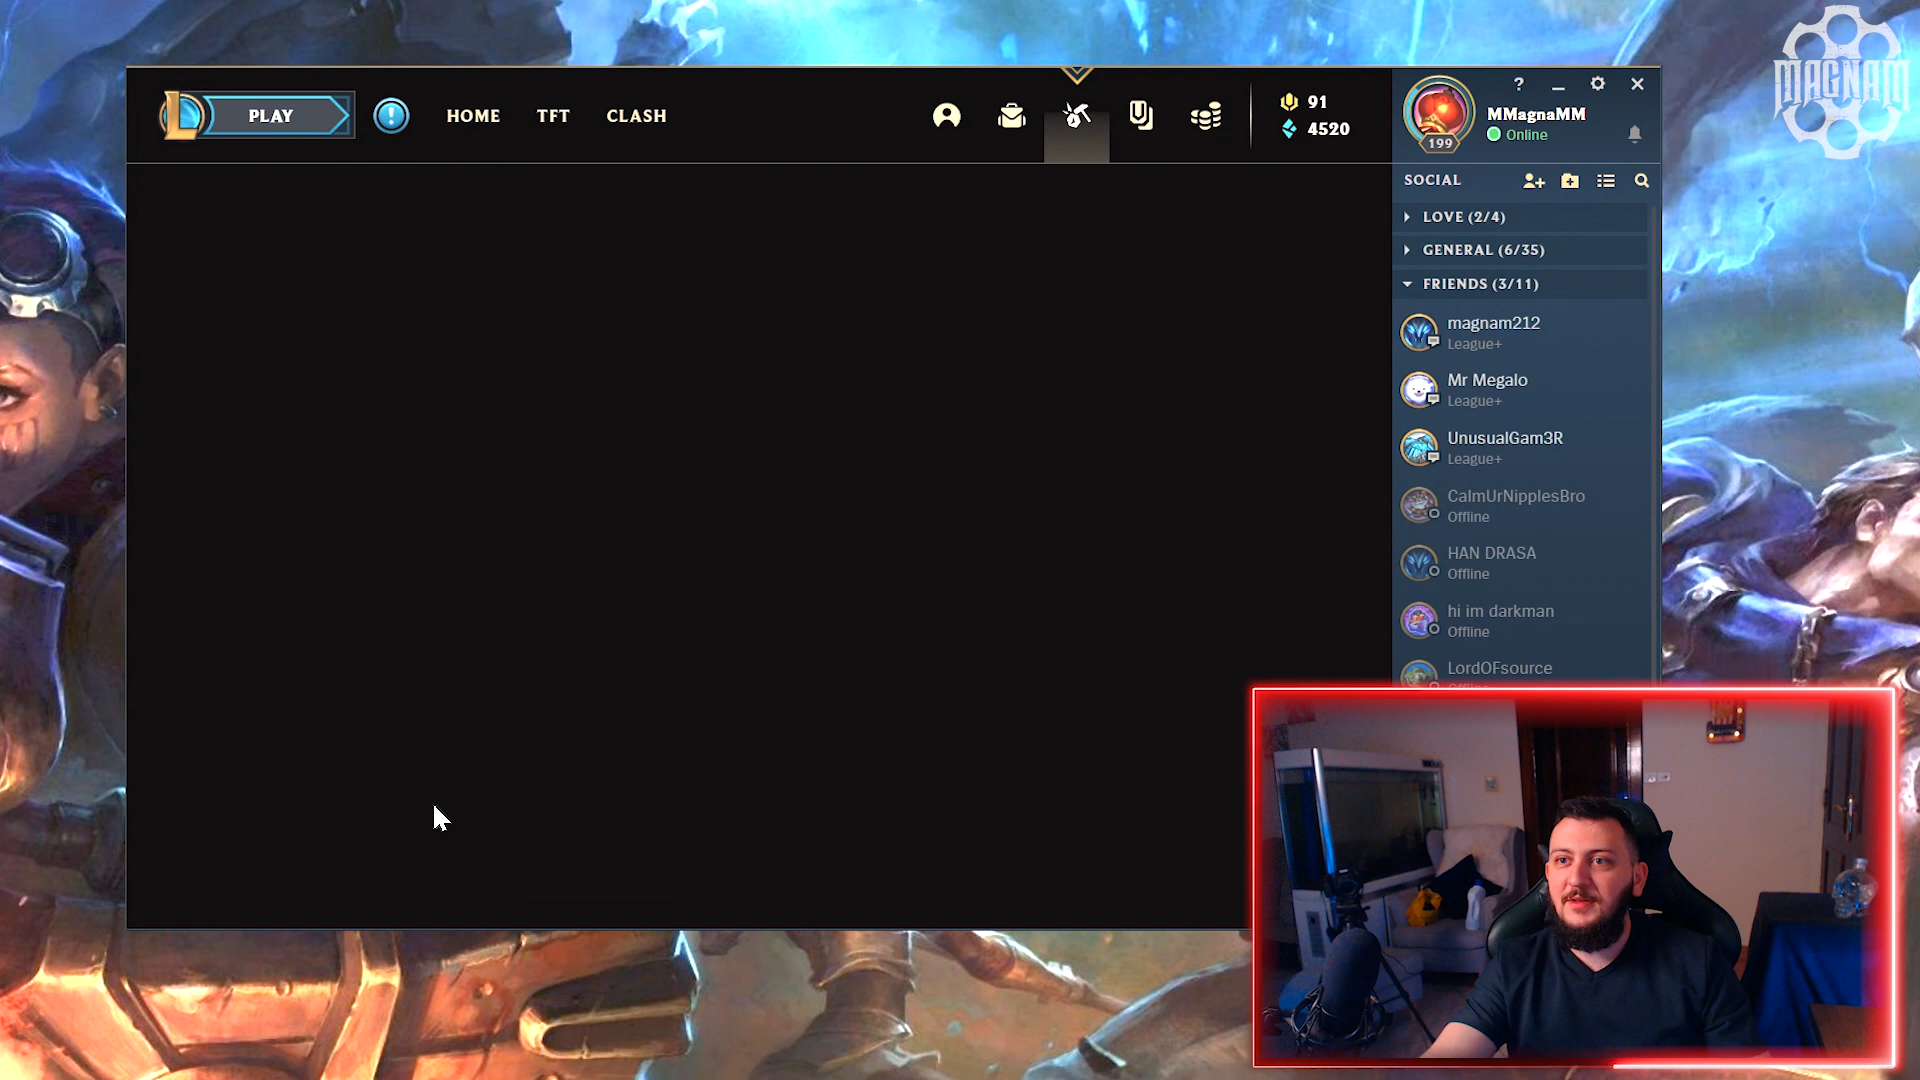 MAGNAM
PLAY
HOME
TFT
CLASH
91
4520
199
?
MMagnaMM
Online
SOCIAL
LOVE (2/4)
GENERAL (6/35)
FRIENDS (3/11)
magnam212
League+
Mr Megalo
League+
UnusualGam3R
League+
CalmUrNipplesBro
Offline
HAN DRASA
Offline
hi im darkman
Offline
LordOFsource